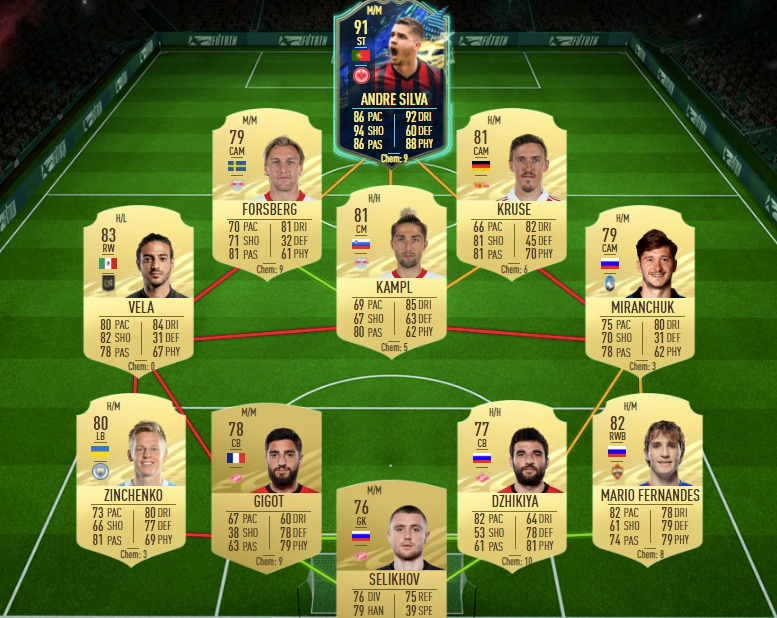 FUTBIN
FUTBIN
FUTBIN
FUTBIN
M/M
91
ST
ANDRE SILVA
86 PAC 92 DRI
94 SHO 60 DEF
86 PAS 88 PHY
Chem: 9
M/M
79
CAM
FORSBERG
70 PAC 81 DRI
71 SHO 32 DEF
81 PAS 61 PHY
Chem: 9
81
CAM
KRUSE
66 PAC 82 DRI
81 SHO 45 DEF
81 PAS 70 PHY
Chem: 6
H/H
81
CM
KAMPL
69 PAC 85 DRI
67 SHO 63 DEF
80 PAS 62 PHY
Chem: 5
H/L
83
RW
VELA
80 PAC 84 DRI
82 SHO 31 DEF
78 PAS 67 PHY
Chem: 0
H/M
79
CAM
MIRANCHUK
75 PAC 80 DRI
70 SHO 31 DEF
78 PAS 62 PHY
Chem: 3
H/M
80
LB
ZINCHENKO
73 PAC 80 DRI
66 SHO 77 DEF
81 PAS 69 PHY
Chem: 3
M/M
78
CB
GIGOT
67 PAC 60 DRI
38 SHO 78 DEF
63 PAS 79 PHY
Chem: 9
H/H
77
CB
DZHIKIYA
82 PAC 64 DRI
53 SHO 78 DEF
61 PAS 81 PHY
Chem: 10
H/M
82
RWB
MARIO FERNANDES
82 PAC 78 DRI
61 SHO 79 DEF
74 PAS 79 PHY
Chem: 8
M/M
76
GK
SELIKHOV
76 DIV 75 REF
79 HAN 39 SPE